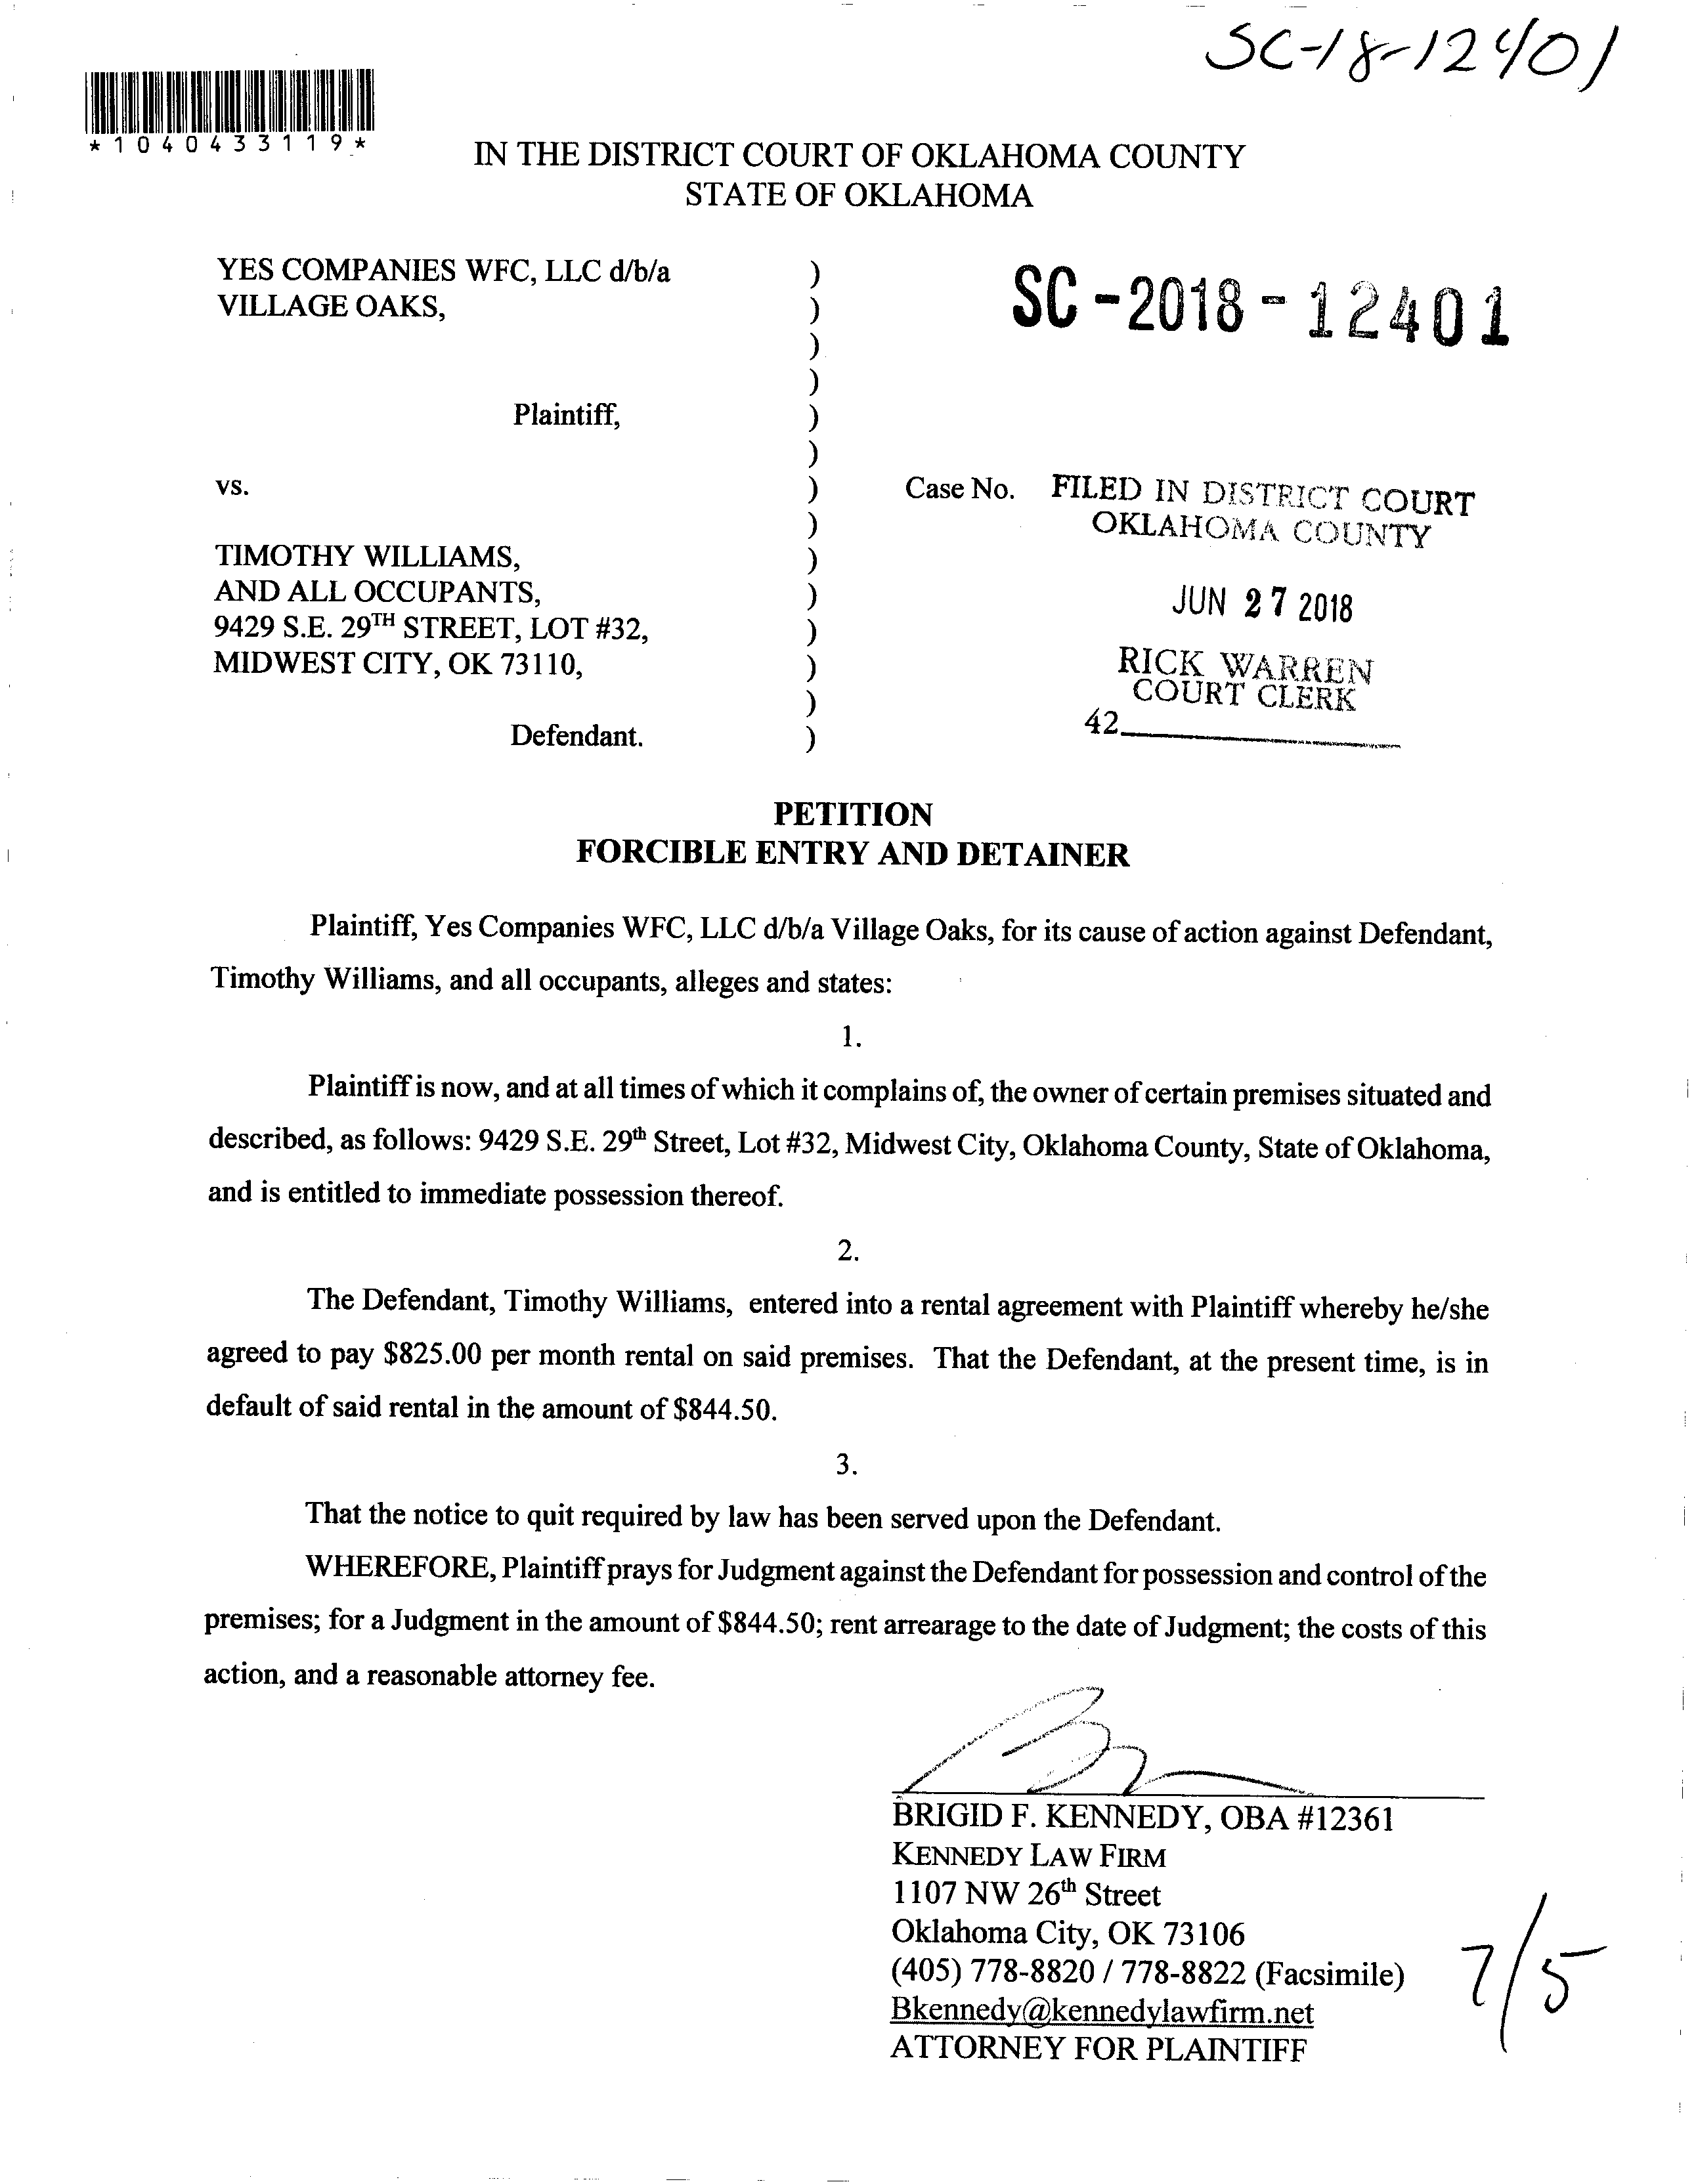 SC-18-12401
*1040433119*
IN THE DISTRICT COURT OF OKLAHOMA COUNTY
STATE OF OKLAHOMA
YES COMPANIES WFC, LLC d/b/a )
VILLAGE OAKS, )
)
)
Plaintiff, )
)
vs. )
)
TIMOTHY WILLIAMS, )
AND ALL OCCUPANTS, )
9429 S.E. 29TH STREET, LOT #32, )
MIDWEST CITY, OK 73110, )
)
Defendant. )
SC-2018-12401
Case No. FILED IN DISTRICT COURT
OKLAHOMA COUNTY
JUN 27 2018
RICK WARREN
COURT CLERK
42
PETITION
FORCIBLE ENTRY AND DETAINER
Plaintiff, Yes Companies WFC, LLC d/b/a Village Oaks, for its cause of action against Defendant,
Timothy Williams, and all occupants, alleges and states:
1.
Plaintiff is now, and at all times of which it complains of, the owner of certain premises situated and
described, as follows: 9429 S.E. 29th Street, Lot #32, Midwest City, Oklahoma County, State of Oklahoma,
and is entitled to immediate possession thereof.
2.
The Defendant, Timothy Williams, entered into a rental agreement with Plaintiff whereby he/she
agreed to pay $825.00 per month rental on said premises. That the Defendant, at the present time, is in
default of said rental in the amount of $844.50.
3.
That the notice to quit required by law has been served upon the Defendant.
WHEREFORE, Plaintiff prays for Judgment against the Defendant for possession and control of the
premises; for a Judgment in the amount of $844.50; rent arrearage to the date of Judgment; the costs of this
action, and a reasonable attorney fee.
BRIGID F. KENNEDY, OBA #12361
KENNEDY LAW FIRM
1107 NW 26th Street
Oklahoma City, OK 73106
(405) 778-8820 / 778-8822 (Facsimile)
Bkennedy@kennedylawfirm.net
ATTORNEY FOR PLAINTIFF
7/5